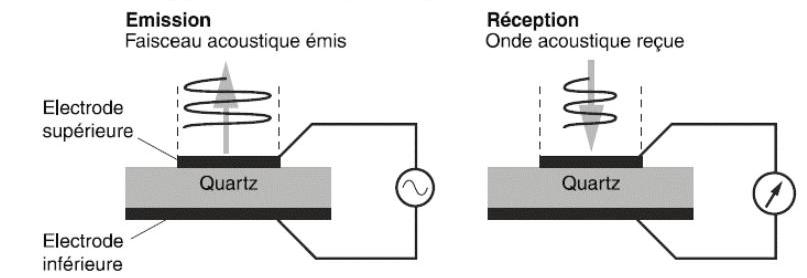 Emission
Faisceau acoustique émis
Réception
Onde acoustique reçue
Electrode
supérieure
Quartz
Quartz
Electrode
inférieure